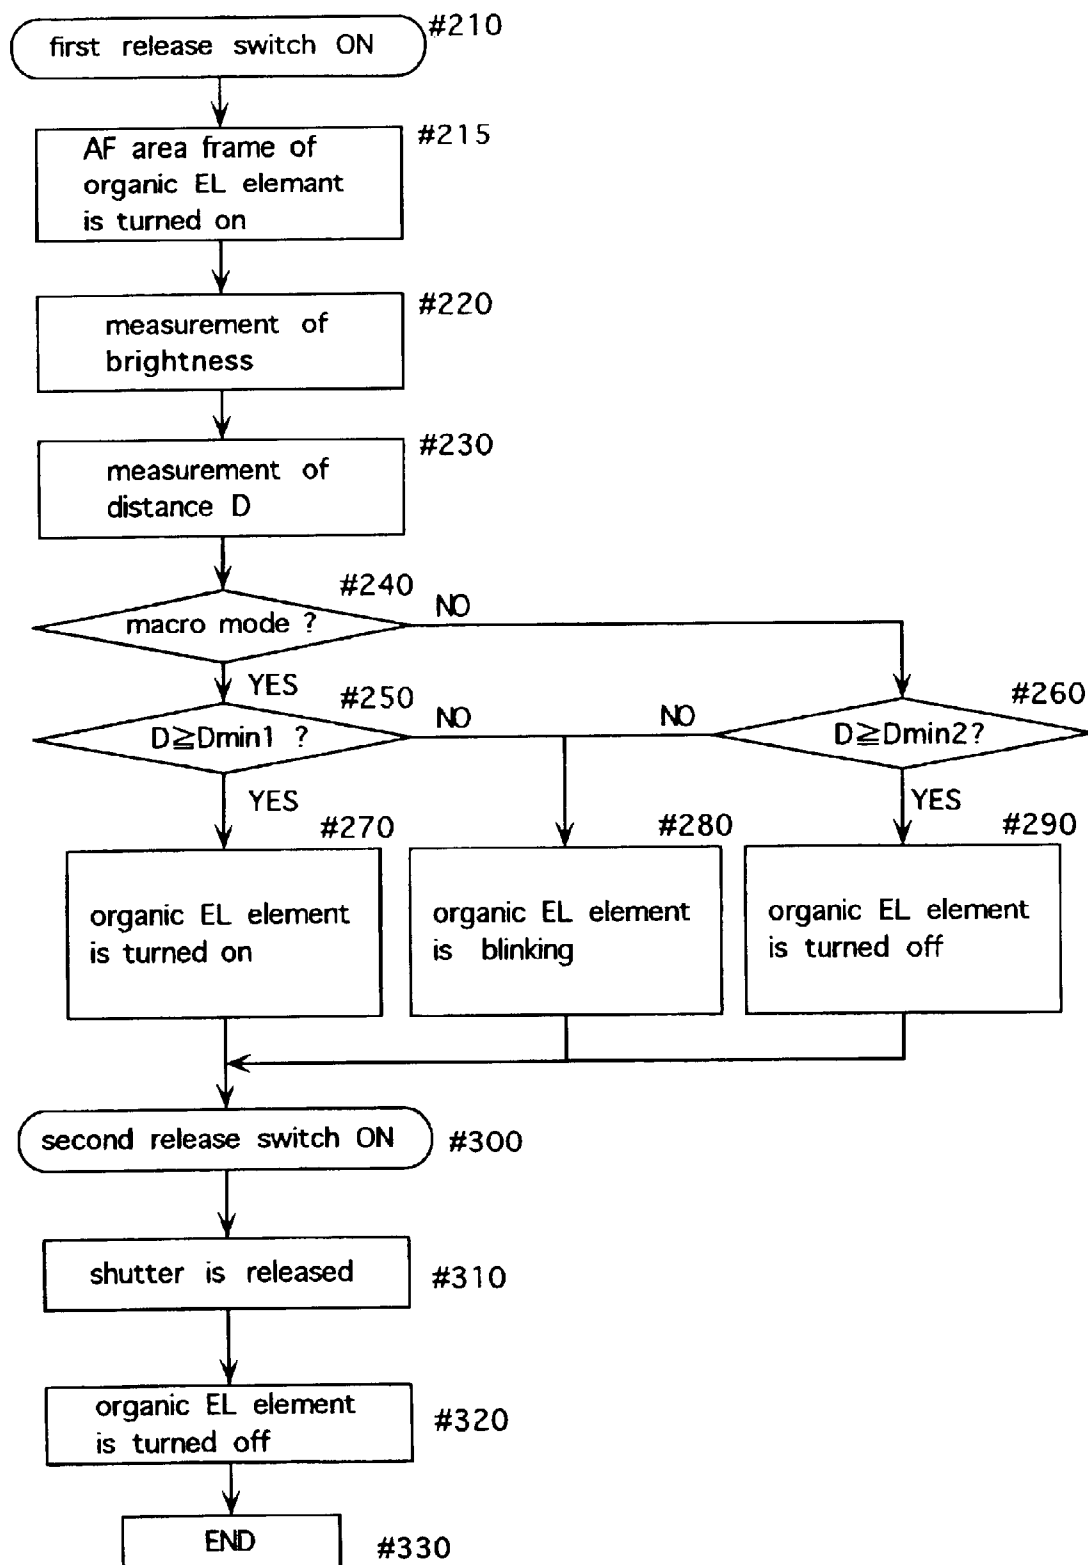 first release switch ON
#210
AF area frame of
organic EL elemant
is turned on
#215
measurement of
brightness
#220
measurement of
distance D
#230
macro mode ?
#240
NO
YES
D≧Dmin1 ?
#250
NO
NO
D≧Dmin2?
#260
YES
YES
#270
organic EL element
is turned on
#280
organic EL element
is blinking
#290
organic EL element
is turned off
second release switch ON
#300
shutter is released
#310
organic EL element
is turned off
#320
END
#330